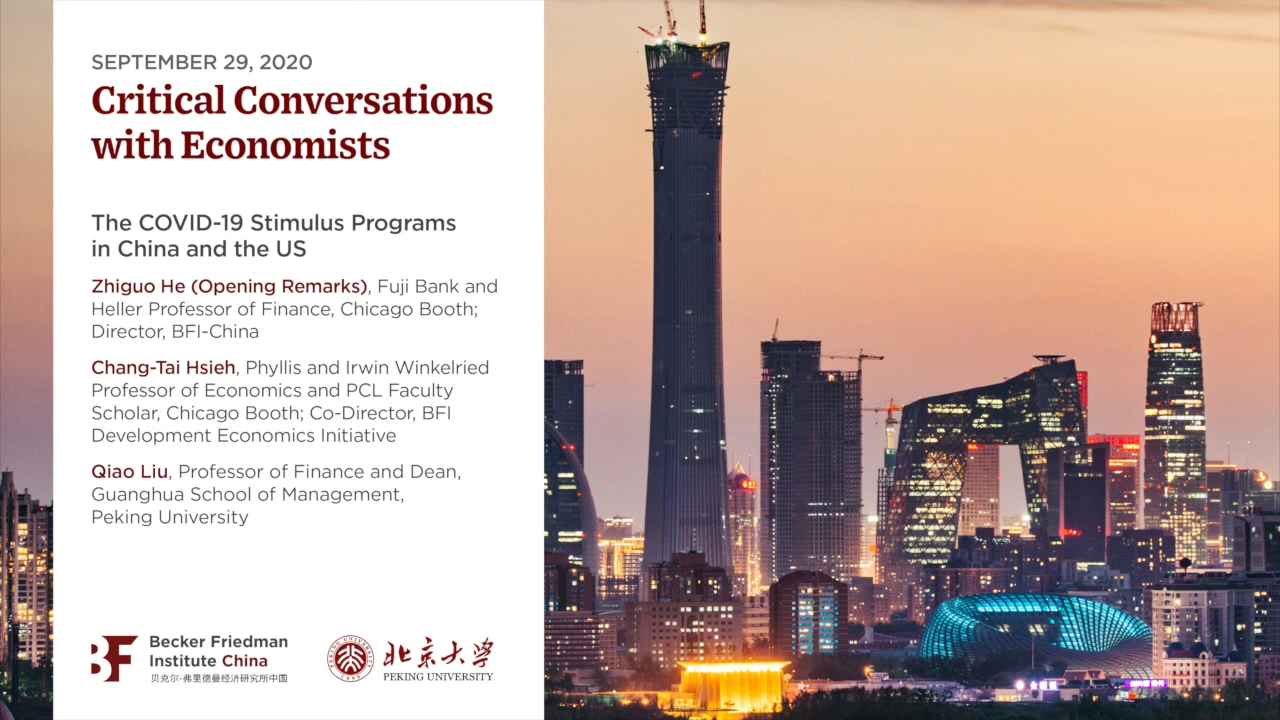 SEPTEMBER 29, 2020
Critical Conversations
with Economists
The COVID-19 Stimulus Programs
in China and the US
Zhiguo He (Opening Remarks), Fuji Bank and
Heller Professor of Finance, Chicago Booth;
Director, BFI-China
Chang-Tai Hsieh, Phyllis and Irwin Winkelried
Professor of Economics and PCL Faculty
Scholar, Chicago Booth; Co-Director, BFI
Development Economics Initiative
Qiao Liu, Professor of Finance and Dean,
Guanghua School of Management,
Peking University
BF
Becker Friedman
Institute China
贝克尔-弗里德曼经济研究所中国
PEKING UNIVERSITY
1898
北京大学
PEKING UNIVERSITY